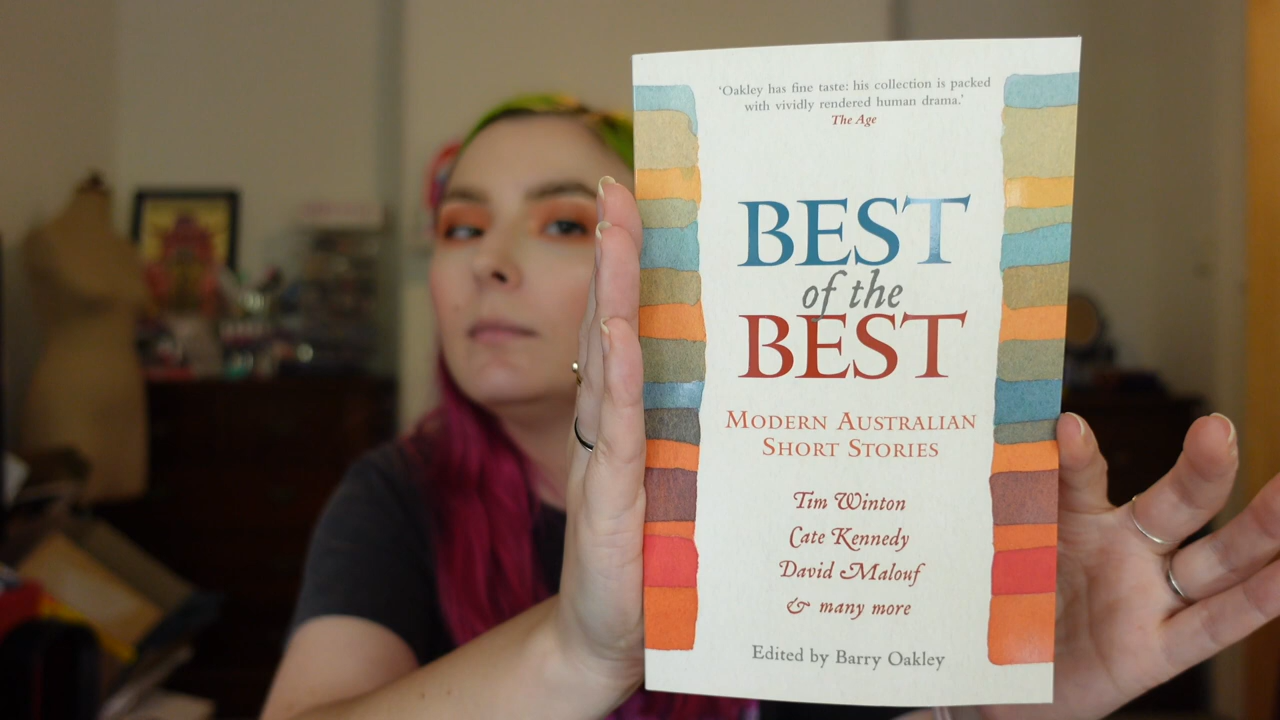 ‘Oakley has fine taste: his collection is packed
with vividly rendered human drama.’
The Age
BEST
of the
BEST
MODERN AUSTRALIAN
SHORT STORIES
Tim Winton
Cate Kennedy
David Malouf
& many more
Edited by Barry Oakley